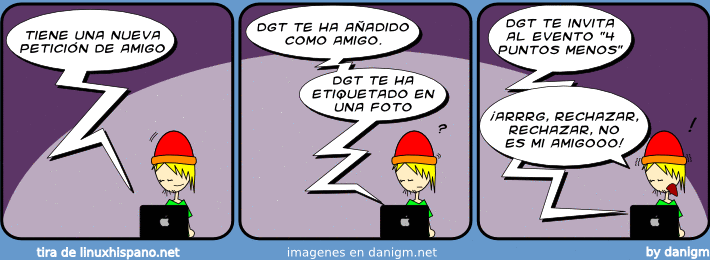 TIENE UNA NUEVA
PETICIÓN DE AMIGO
DGT TE HA AÑADIDO
COMO AMIGO.
DGT TE HA
ETIQUETADO EN
UNA FOTO
?
DGT TE INVITA
AL EVENTO "4
PUNTOS MENOS"
¡ARRRG, RECHAZAR,
RECHAZAR, NO
ES MI AMIGOOO!
!
tira de linuxhispano.net
imagenes en danigm.net
by danigm